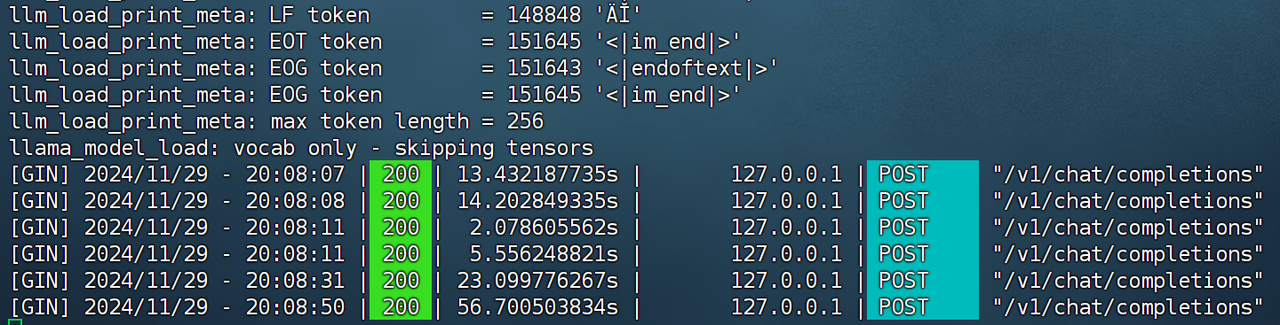 llm_load_print_meta: LF token         = 148848 'ÄĬ'
llm_load_print_meta: EOT token        = 151645 '<|im_end|>'
llm_load_print_meta: EOG token        = 151643 '<|endoftext|>'
llm_load_print_meta: EOG token        = 151645 '<|im_end|>'
llm_load_print_meta: max token length = 256
llama_model_load: vocab only - skipping tensors
[GIN] 2024/11/29 - 20:08:07 | 200 | 13.432187735s |       127.0.0.1 | POST     "/v1/chat/completions"
[GIN] 2024/11/29 - 20:08:08 | 200 | 14.202849335s |       127.0.0.1 | POST     "/v1/chat/completions"
[GIN] 2024/11/29 - 20:08:11 | 200 |  2.078605562s |       127.0.0.1 | POST     "/v1/chat/completions"
[GIN] 2024/11/29 - 20:08:11 | 200 |  5.556248821s |       127.0.0.1 | POST     "/v1/chat/completions"
[GIN] 2024/11/29 - 20:08:31 | 200 | 23.099776267s |       127.0.0.1 | POST     "/v1/chat/completions"
[GIN] 2024/11/29 - 20:08:50 | 200 | 56.700503834s |       127.0.0.1 | POST     "/v1/chat/completions"